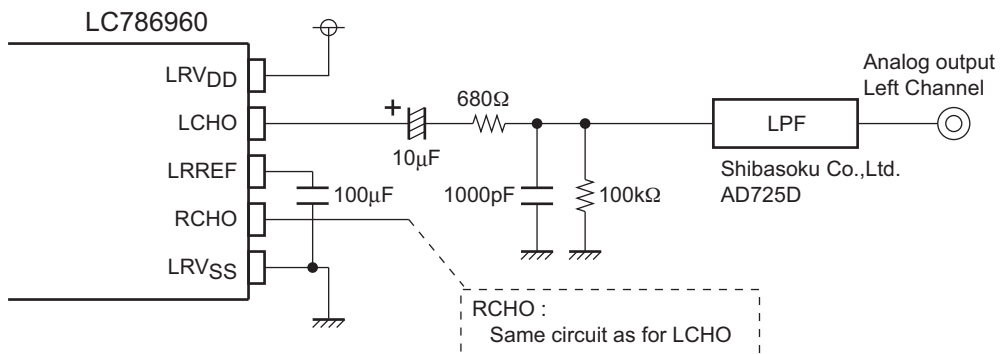 LC786960
LRVDD
LCHO
LRREF
RCHO
LRVSS
+
10μF
680Ω
100μF
1000pF
100kΩ
LPF
Shibasoku Co.,Ltd.
AD725D
Analog output
Left Channel
RCHO :
Same circuit as for LCHO